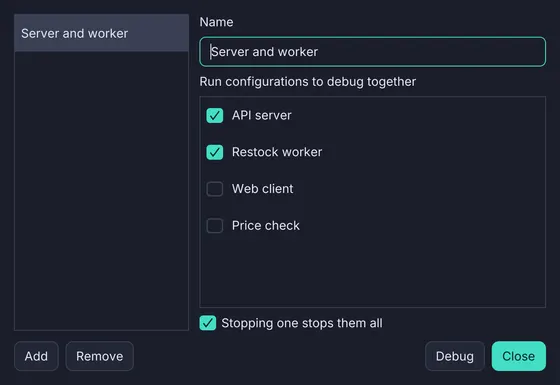 Server and worker
Name
Server and worker
Run configurations to debug together
API server
Restock worker
Web client
Price check
Stopping one stops them all
Add
Remove
Debug
Close